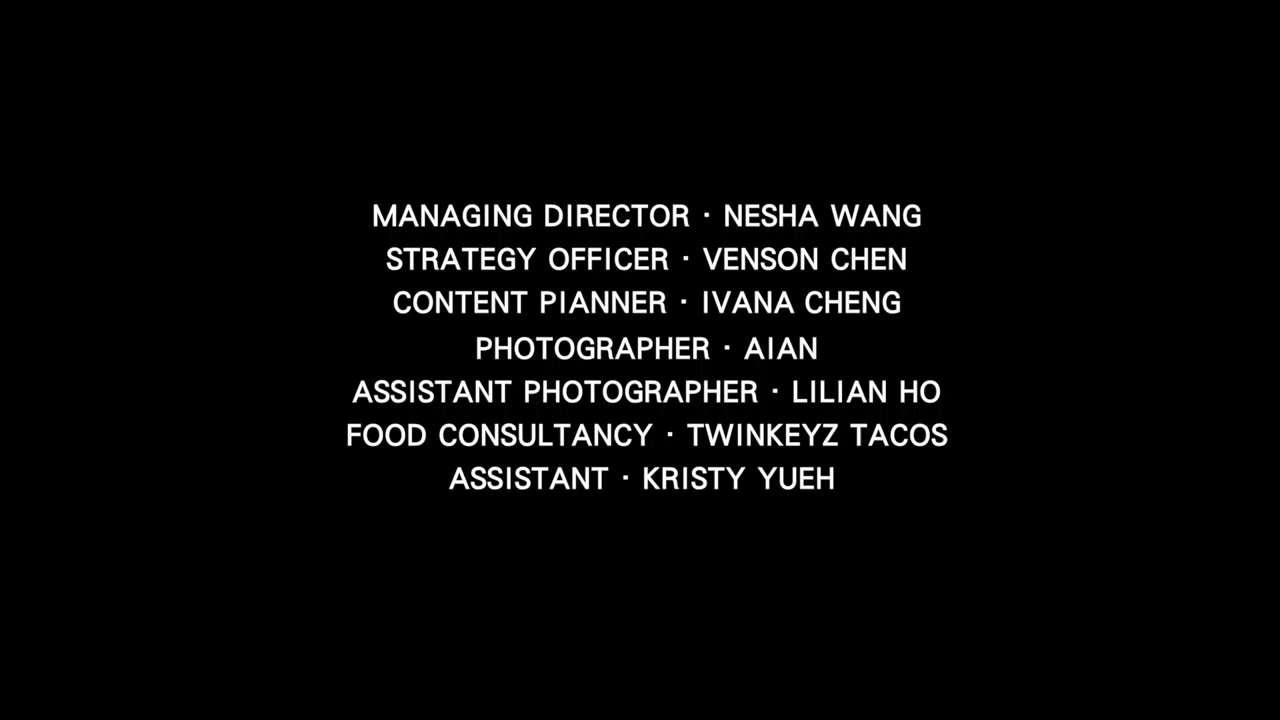 MANAGING DIRECTOR · NESHA WANG
STRATEGY OFFICER · VENSON CHEN
CONTENT PIANNER · IVANA CHENG
PHOTOGRAPHER · AIAN
ASSISTANT PHOTOGRAPHER · LILIAN HO
FOOD CONSULTANCY · TWINKEYZ TACOS
ASSISTANT · KRISTY YUEH